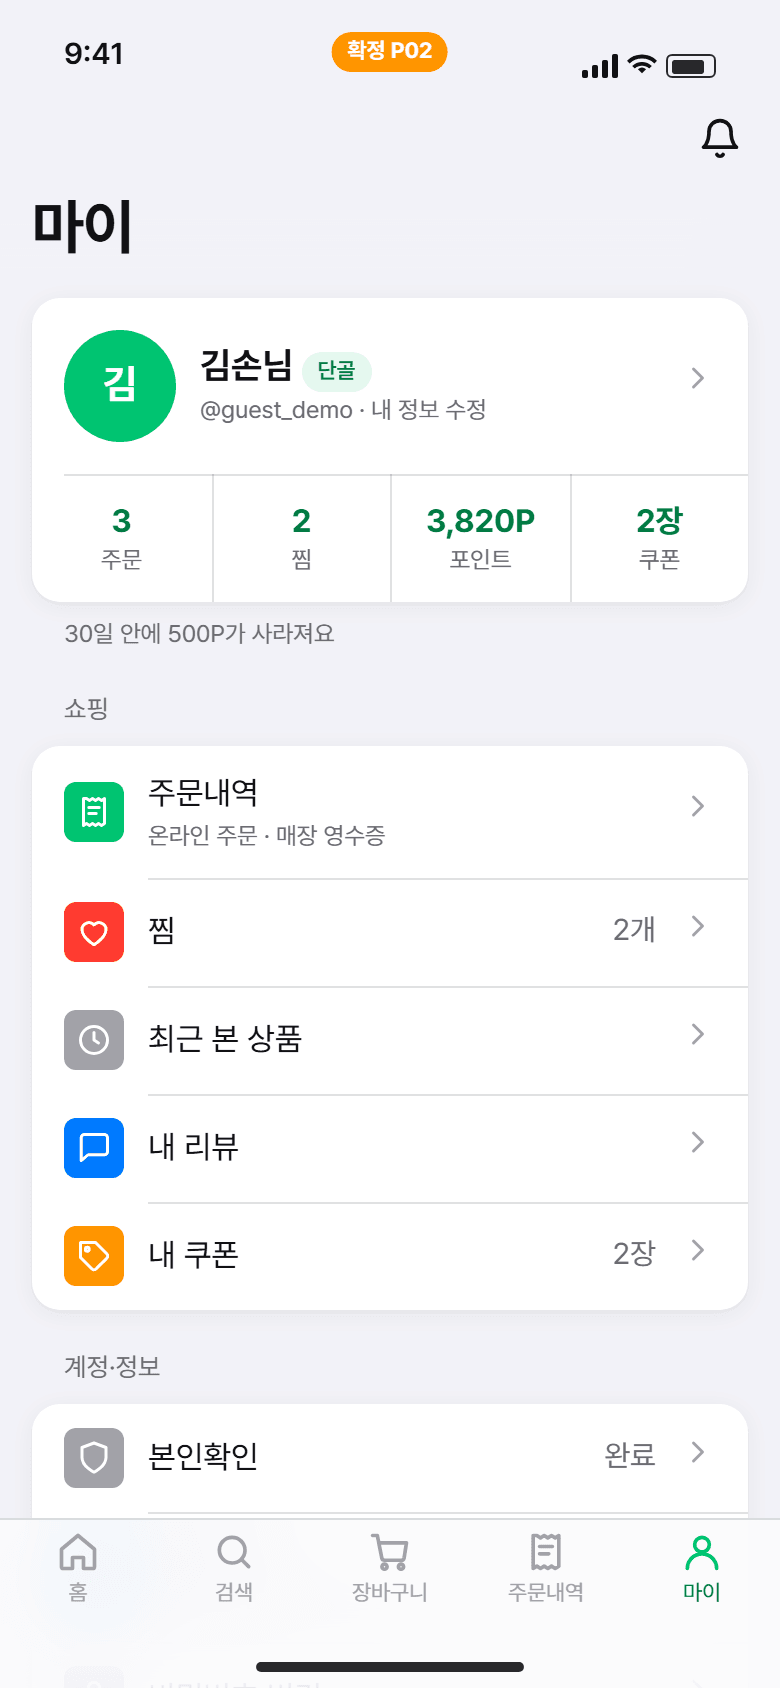 9:41
확정 P02
마이
김
김손님 단골
@guest_demo · 내 정보 수정
3
주문
2
찜
3,820P
포인트
2장
쿠폰
30일 안에 500P가 사라져요
쇼핑
주문내역
온라인 주문 · 매장 영수증
찜 2개
최근 본 상품
내 리뷰
내 쿠폰 2장
계정·정보
본인확인 완료
홈
검색
장바구니
주문내역
마이